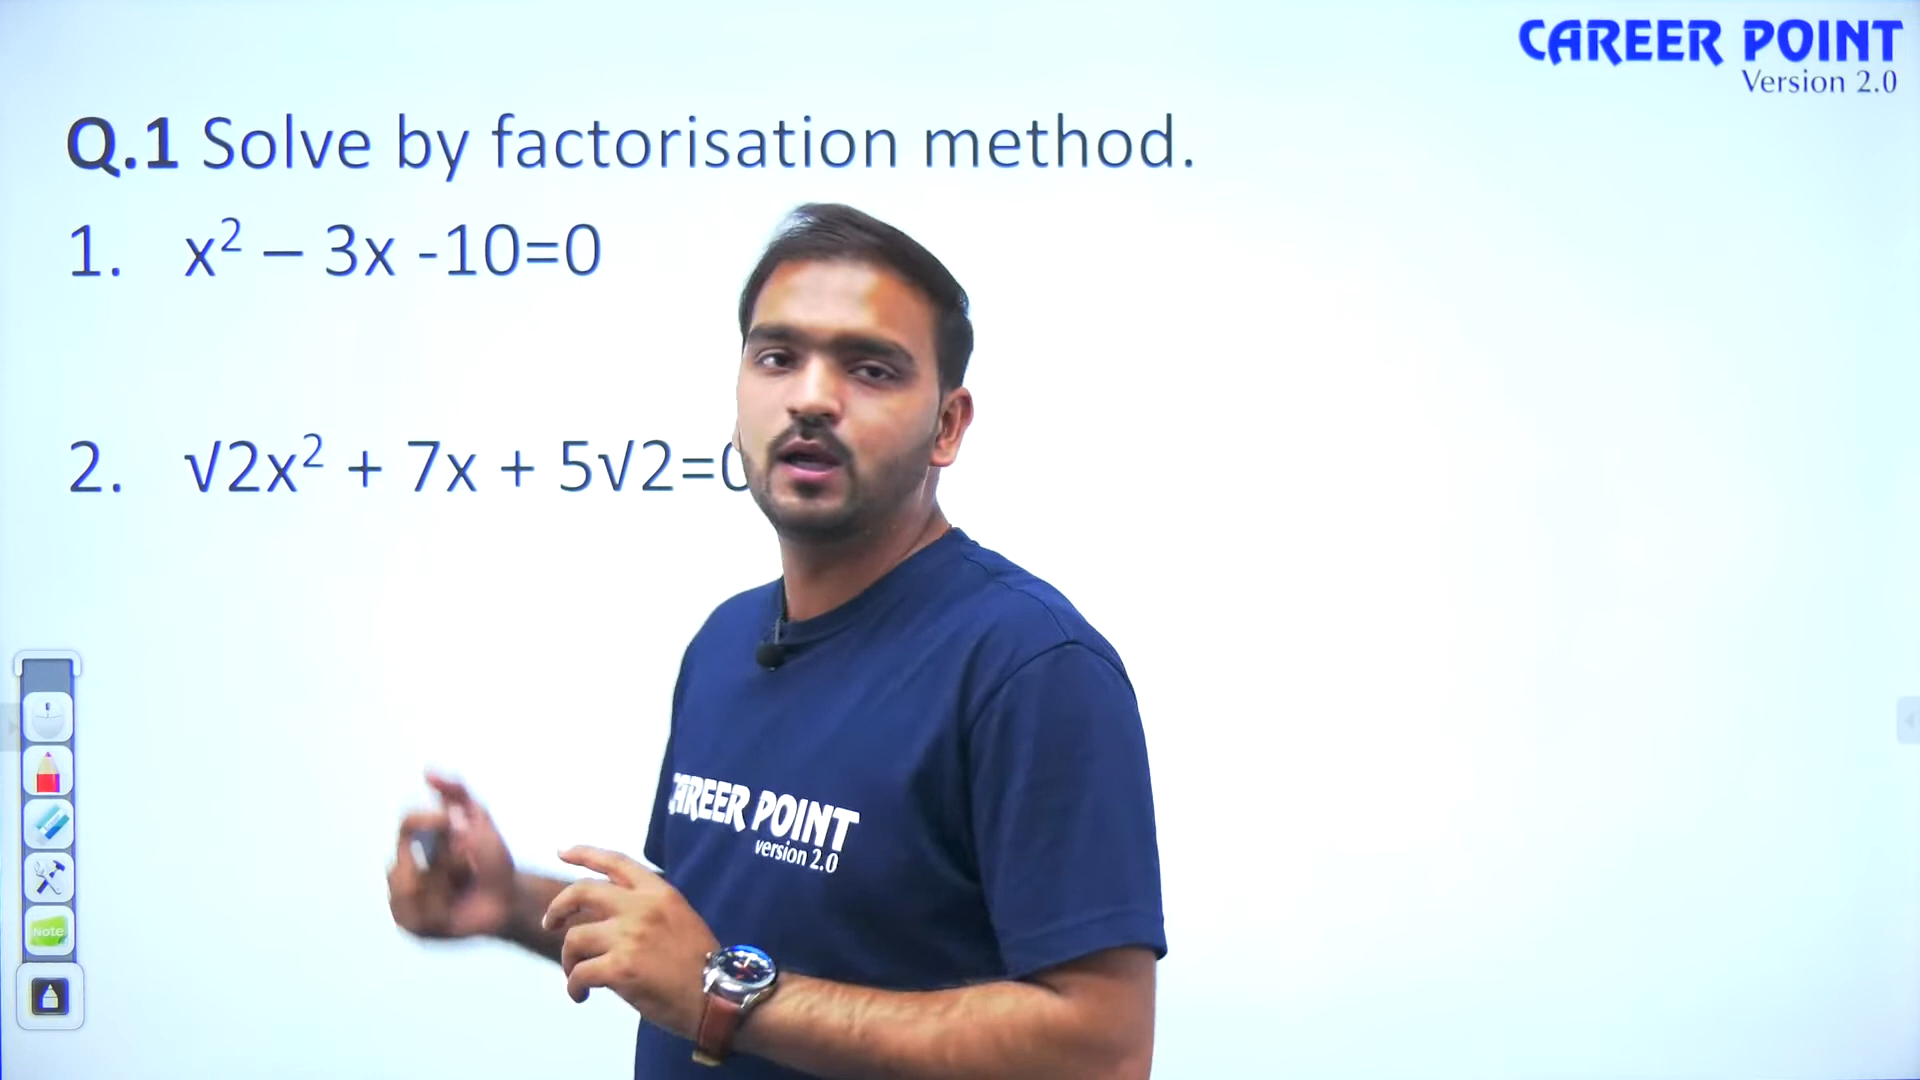 CAREER POINT
Version 2.0
Q.1 Solve by factorisation method.
1. x² – 3x -10=0
2. √2x² + 7x + 5√2=0
CAREER POINT
version 2.0
Note